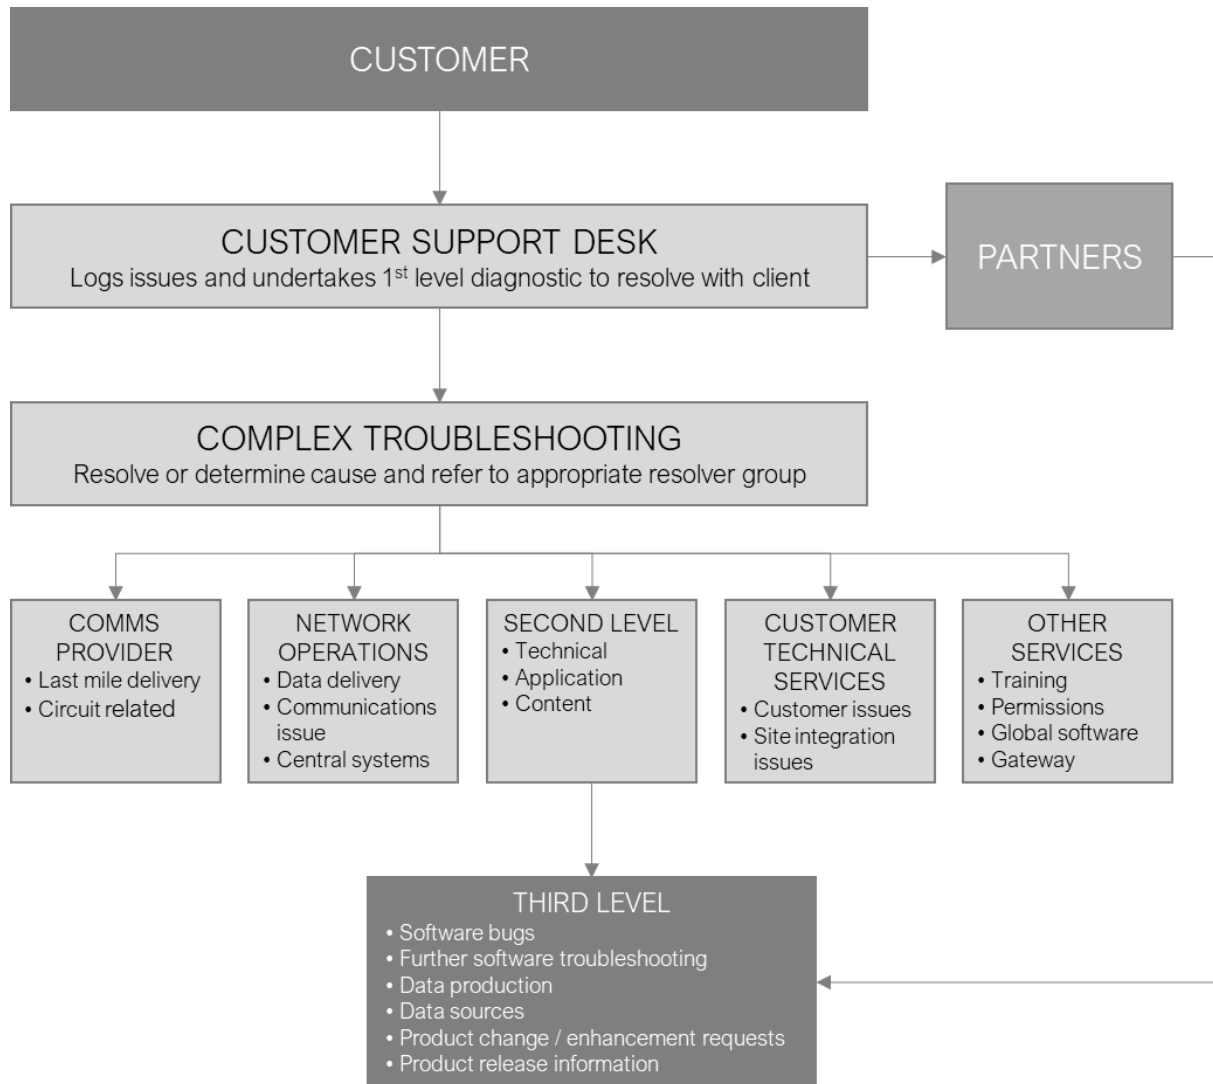 CUSTOMER
CUSTOMER SUPPORT DESK
Logs issues and undertakes 1st level diagnostic to resolve with client
PARTNERS
COMPLEX TROUBLESHOOTING
Resolve or determine cause and refer to appropriate resolver group
COMMS
PROVIDER
• Last mile delivery
• Circuit related
NETWORK
OPERATIONS
• Data delivery
• Communications
issue
• Central systems
SECOND LEVEL
• Technical
• Application
• Content
CUSTOMER
TECHNICAL
SERVICES
• Customer issues
• Site integration
issues
OTHER
SERVICES
• Training
• Permissions
• Global software
• Gateway
THIRD LEVEL
• Software bugs
• Further software troubleshooting
• Data production
• Data sources
• Product change / enhancement requests
• Product release information